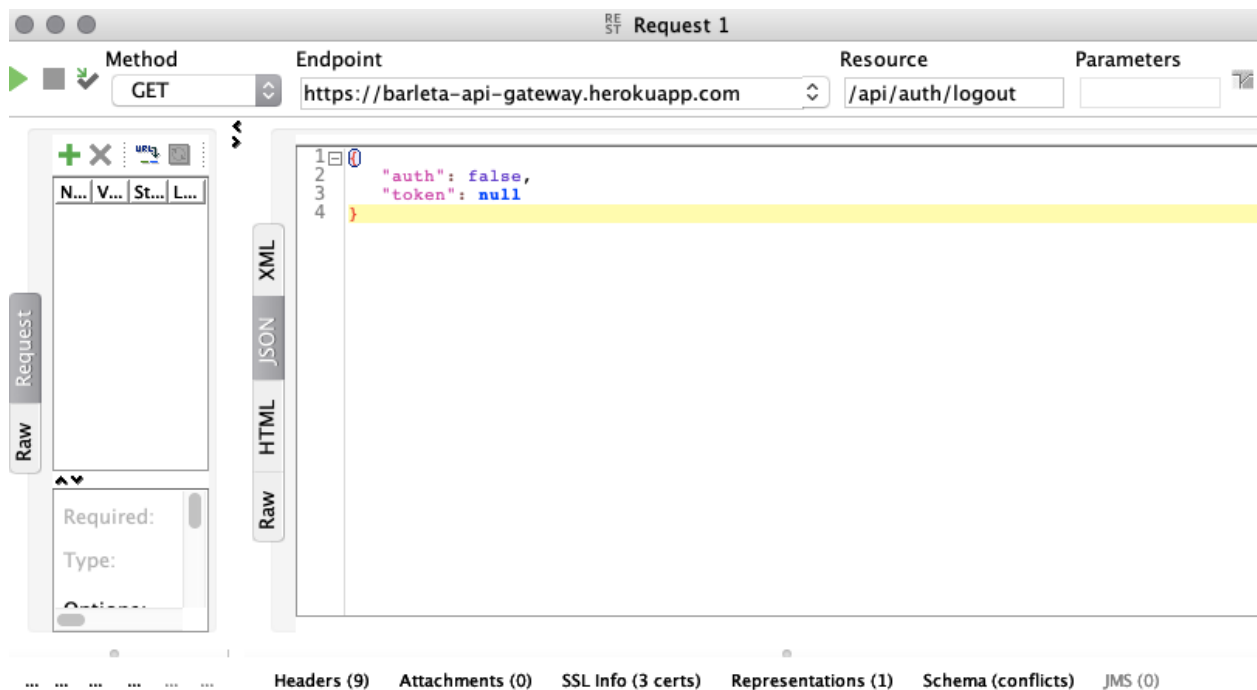 REST Request 1
Method Endpoint Resource Parameters
GET https://barleta-api-gateway.herokuapp.com /api/auth/logout
N... V... St... L...
Request
Raw
Required:
Type:
XML
JSON
HTML
Raw
1 {
2 "auth": false,
3 "token": null
4 }
... ... ... ... ... ... Headers (9) Attachments (0) SSL Info (3 certs) Representations (1) Schema (conflicts) JMS (0)